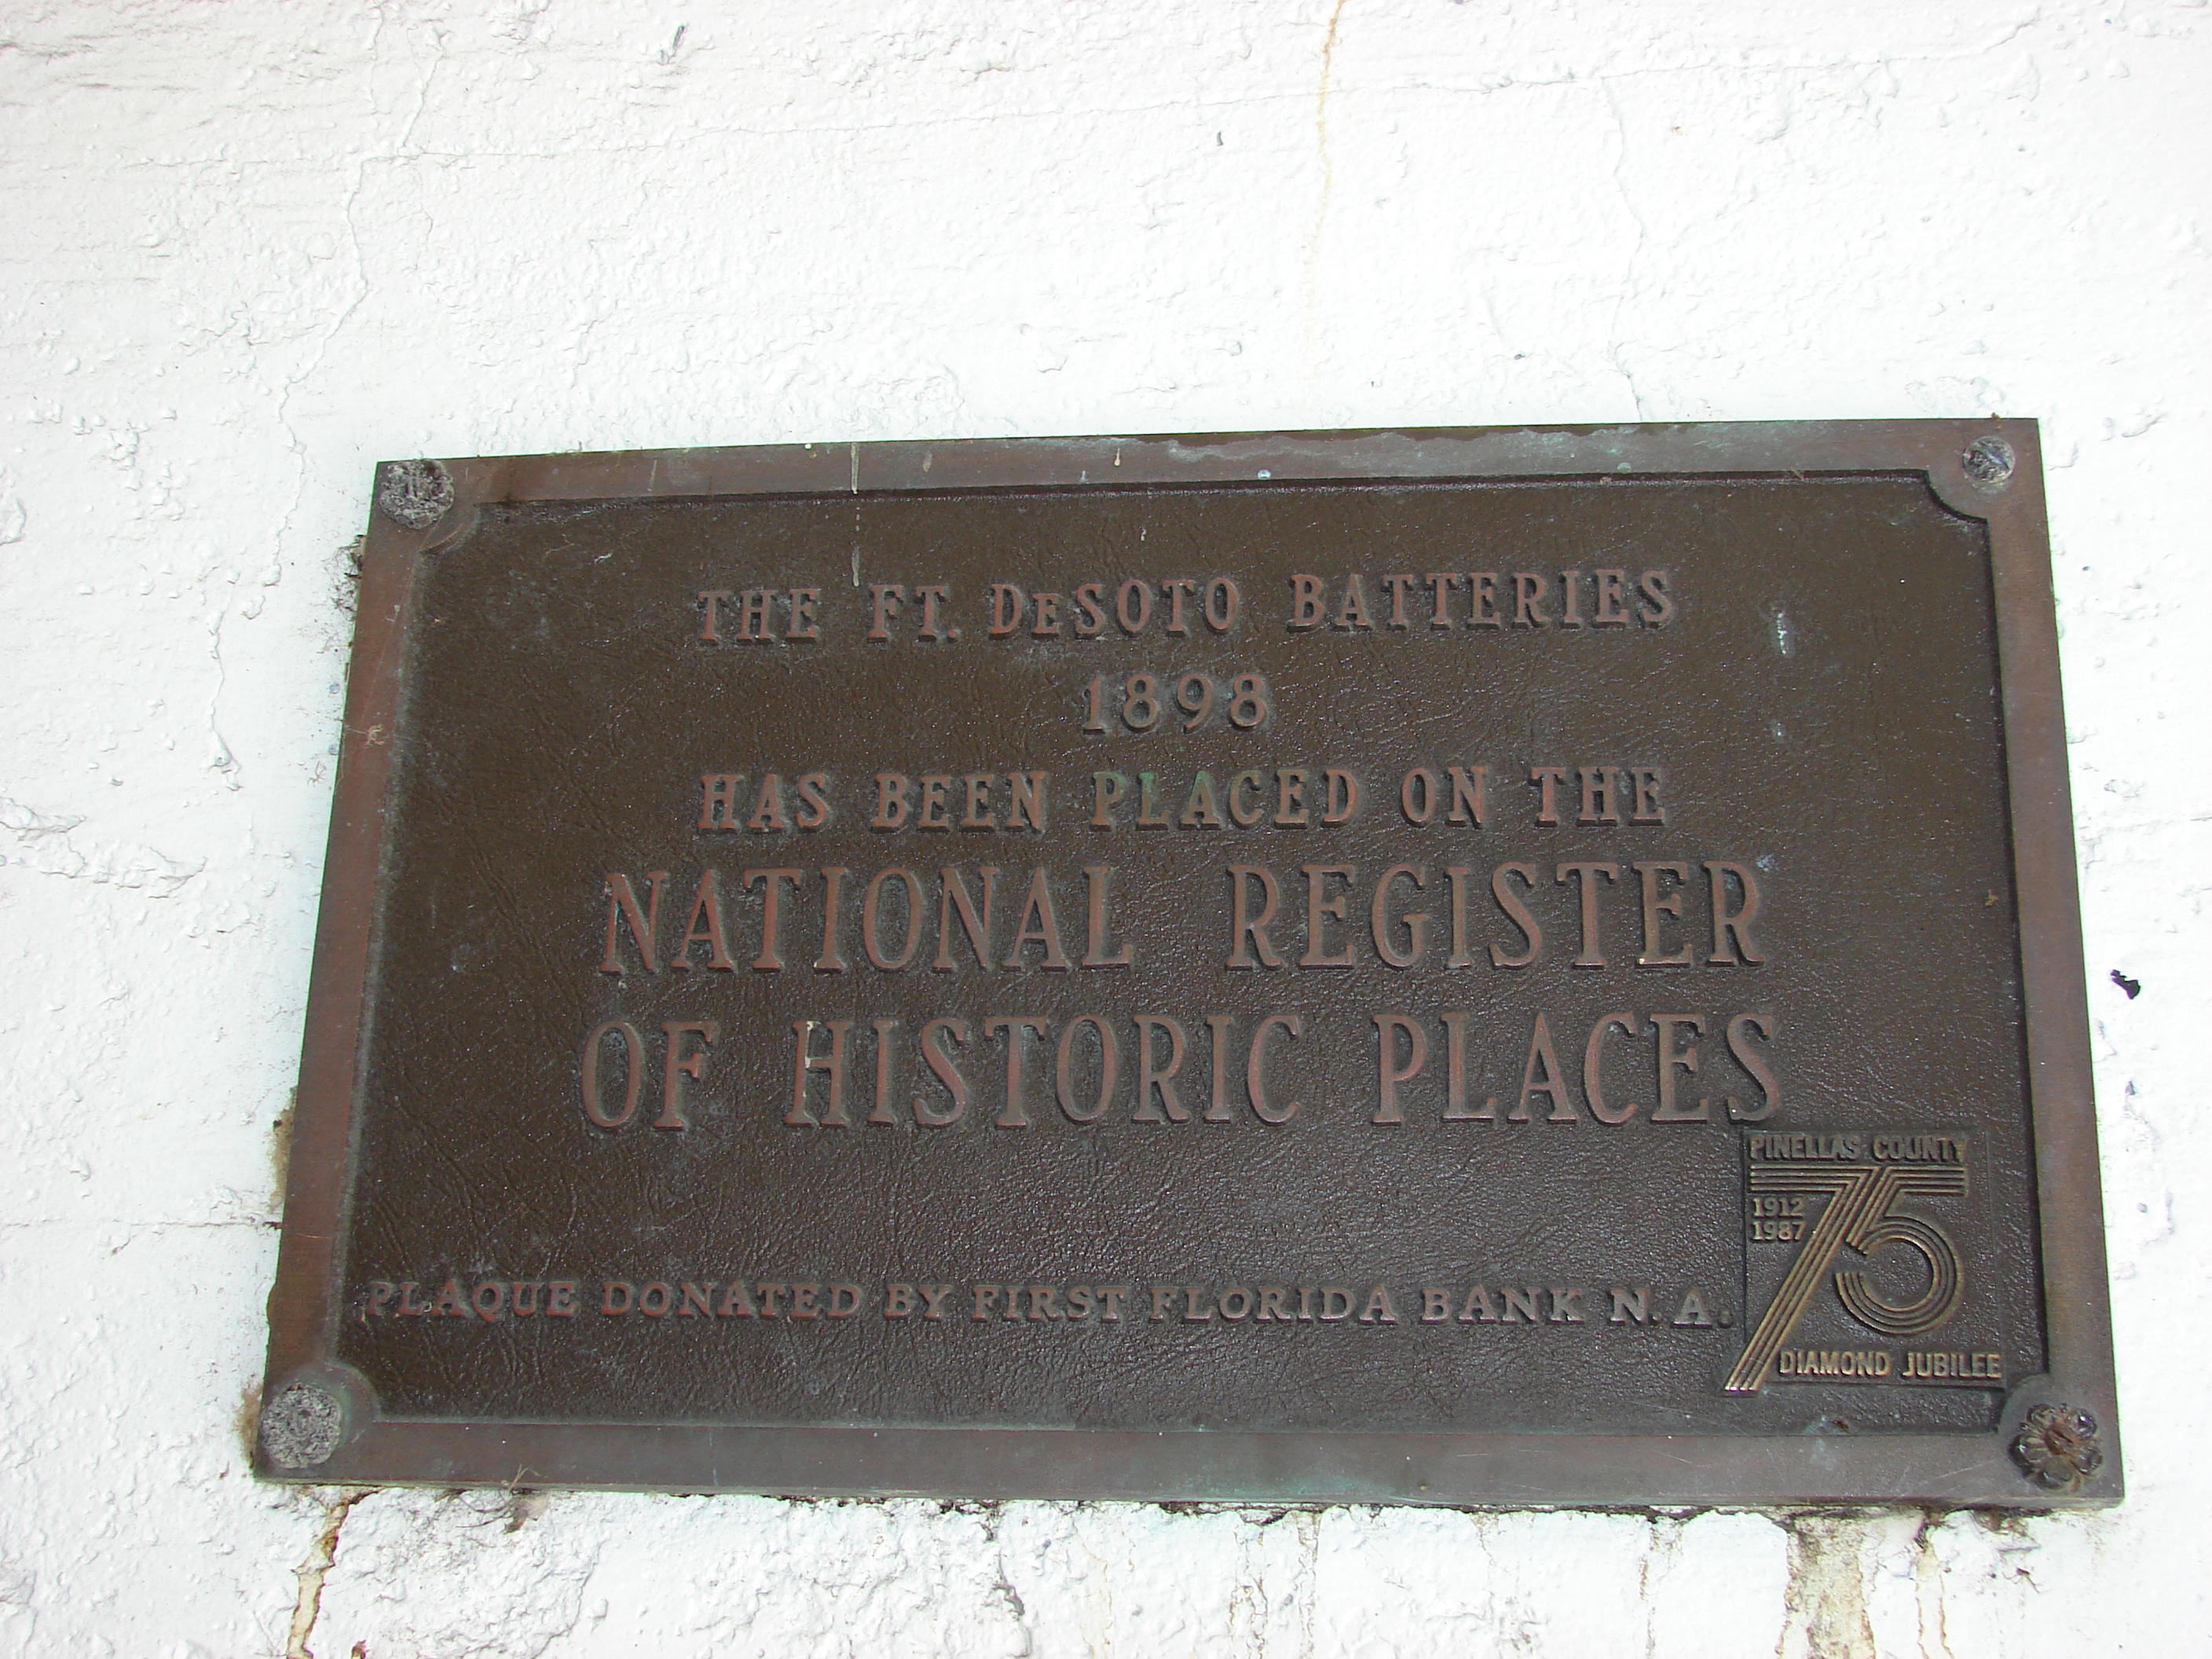 THE FT. DeSOTO BATTERIES
1898
HAS BEEN PLACED ON THE
NATIONAL REGISTER
OF HISTORIC PLACES
PLAQUE DONATED BY FIRST FLORIDA BANK N.A.
PINELLAS COUNTY
75
1912
1987
DIAMOND JUBILEE